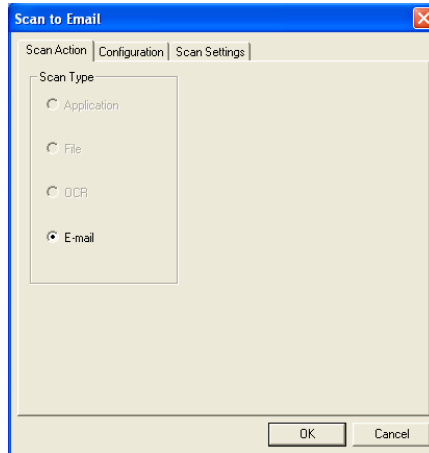 Scan to Email
Scan Action Configuration Scan Settings
Scan Type
Application
File
OCR
E-mail
OK Cancel